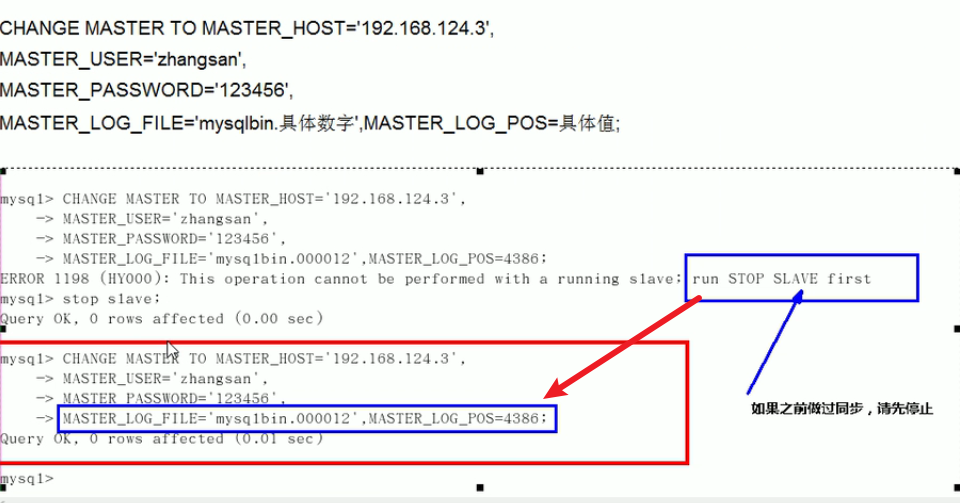 CHANGE MASTER TO MASTER_HOST='192.168.124.3',
MASTER_USER='zhangsan',
MASTER_PASSWORD='123456',
MASTER_LOG_FILE='mysqlbin.具体数字',MASTER_LOG_POS=具体值;
mysql> CHANGE MASTER TO MASTER_HOST='192.168.124.3',
-> MASTER_USER='zhangsan',
-> MASTER_PASSWORD='123456',
-> MASTER_LOG_FILE='mysqlbin.000012',MASTER_LOG_POS=4386;
ERROR 1198 (HY000): This operation cannot be performed with a running slave; run STOP SLAVE first
mysql> stop slave;
Query OK, 0 rows affected (0.00 sec)
mysql> CHANGE MASTER TO MASTER_HOST='192.168.124.3',
-> MASTER_USER='zhangsan',
-> MASTER_PASSWORD='123456',
-> MASTER_LOG_FILE='mysqlbin.000012',MASTER_LOG_POS=4386;
如果之前做过同步，请先停止
Query OK, 0 rows affected (0.01 sec)
mysql>